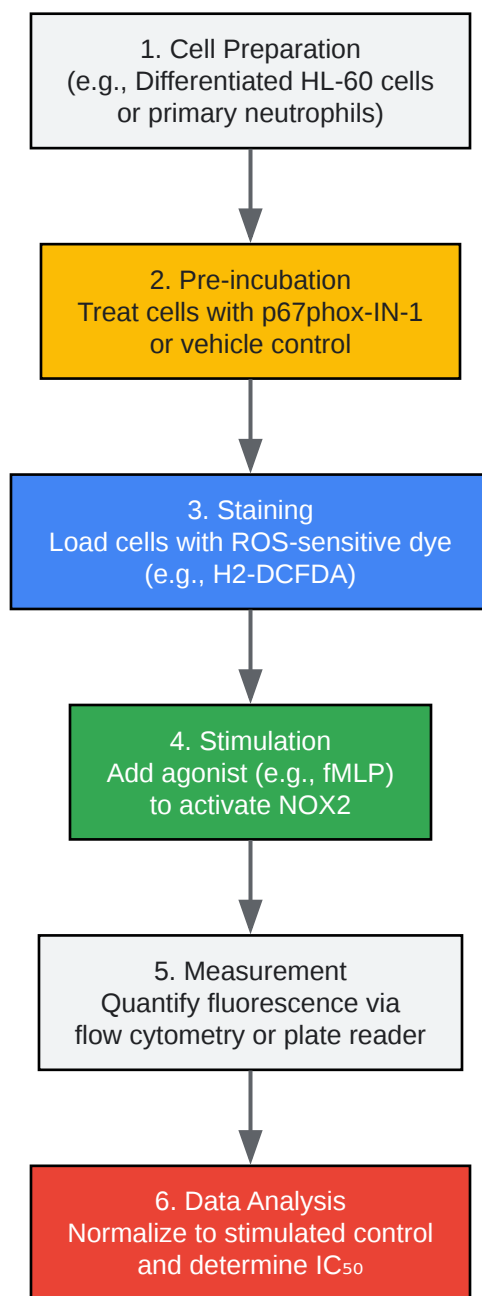 1. Cell Preparation
(e.g., Differentiated HL-60 cells
or primary neutrophils)
2. Pre-incubation
Treat cells with p67phox-IN-1
or vehicle control
3. Staining
Load cells with ROS-sensitive dye
(e.g., H2-DCFDA)
4. Stimulation
Add agonist (e.g., fMLP)
to activate NOX2
5. Measurement
Quantify fluorescence via
flow cytometry or plate reader
6. Data Analysis
Normalize to stimulated control
and determine IC₅₀